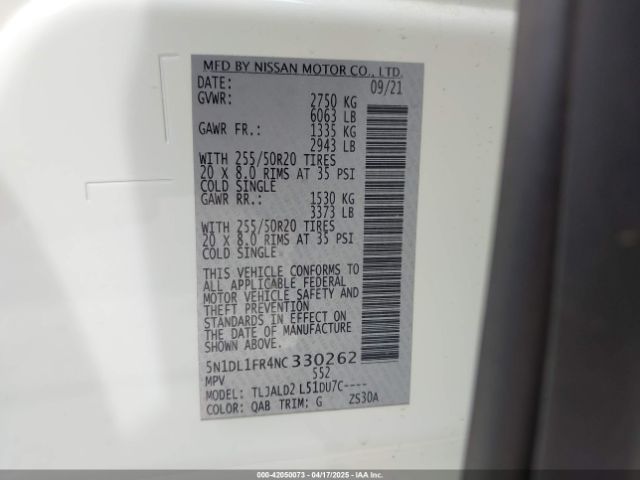 MFD BY NISSAN MOTOR CO., LTD.
DATE: 09/21
GVWR: 2750 KG
6063 LB
GAWR FR.: 1335 KG
2943 LB
WITH 255/50R20 TIRES
20 X 8.0 RIMS AT 35 PSI
COLD SINGLE
GAWR RR.: 1530 KG
3373 LB
WITH 255/50R20 TIRES
20 X 8.0 RIMS AT 35 PSI
COLD SINGLE
THIS VEHICLE CONFORMS TO
ALL APPLICABLE FEDERAL
MOTOR VEHICLE SAFETY AND
THEFT PREVENTION
STANDARDS IN EFFECT ON
THE DATE OF MANUFACTURE
SHOWN ABOVE.
5N1DL1FR4NC330262
MPV 552
MODEL: TLJALD2 L51DU7C----
COLOR: QAB TRIM: G ZS30A
000-42050073 - 04/17/2025 - IAA Inc.